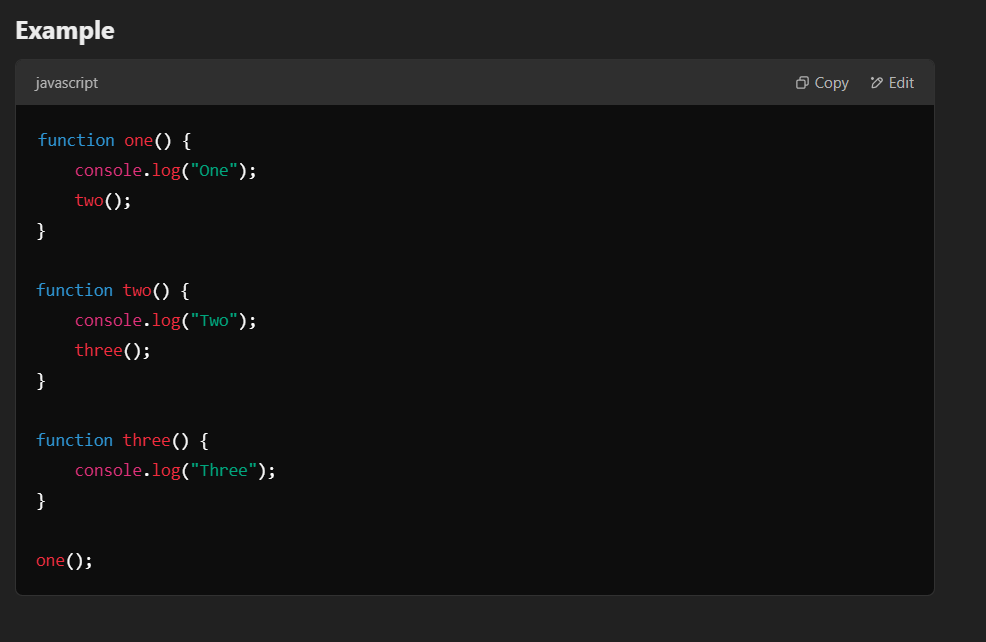 Example
javascript Copy Edit
function one() {
    console.log("One");
    two();
}
function two() {
    console.log("Two");
    three();
}
function three() {
    console.log("Three");
}
one();